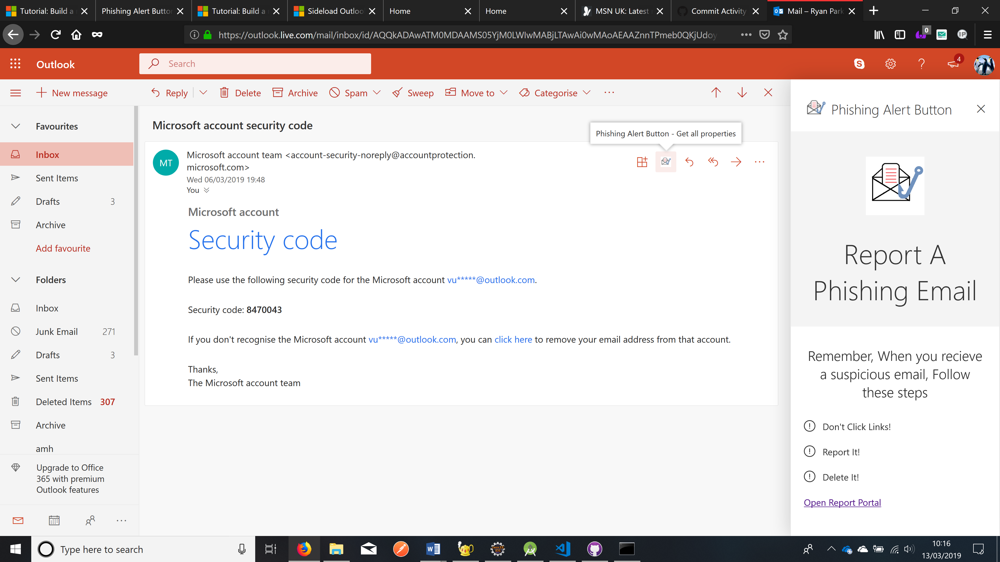 Tutorial: Build a
Phishing Alert Button
Tutorial: Build a
Sideload Outloo
Home
Home
MSN UK: Latest
Commit Activity
Mail – Ryan Park
https://outlook.live.com/mail/inbox/id/AQQkADAwATM0MDAAMS05YjM0LWIwMABjLTAwAi0wMAoAEAAZnnTPmeb0QKjUdoy
0
IP
Outlook
Search
4
New message
Reply
Delete
Archive
Spam
Sweep
Move to
Categorise
Phishing Alert Button
Favourites
Inbox
Sent Items
Drafts 3
Archive
Add favourite
Folders
Inbox
Junk Email 271
Drafts 3
Sent Items
Deleted Items 307
Archive
amh
Upgrade to Office
365 with premium
Outlook features
Microsoft account security code
Phishing Alert Button - Get all properties
MT
Microsoft account team <account-security-noreply@accountprotection.
microsoft.com>
Wed 06/03/2019 19:48
You
Microsoft account
Security code
Please use the following security code for the Microsoft account vu*****@outlook.com.
Security code: 8470043
If you don't recognise the Microsoft account vu*****@outlook.com, you can click here to remove your email address from that account.
Thanks,
The Microsoft account team
Report A
Phishing Email
Remember, When you recieve
a suspicious email, Follow
these steps
Don't Click Links!
Report It!
Delete It!
Open Report Portal
Type here to search
10:16
13/03/2019